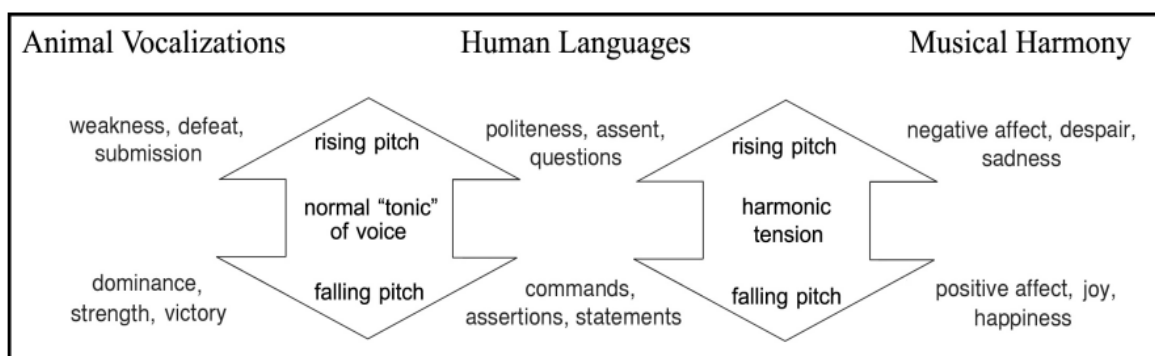 Animal Vocalizations
Human Languages
Musical Harmony
weakness, defeat,
submission
rising pitch
politeness, assent,
questions
rising pitch
negative affect, despair,
sadness
normal “tonic”
of voice
harmonic
tension
dominance,
strength, victory
falling pitch
commands,
assertions, statements
falling pitch
positive affect, joy,
happiness